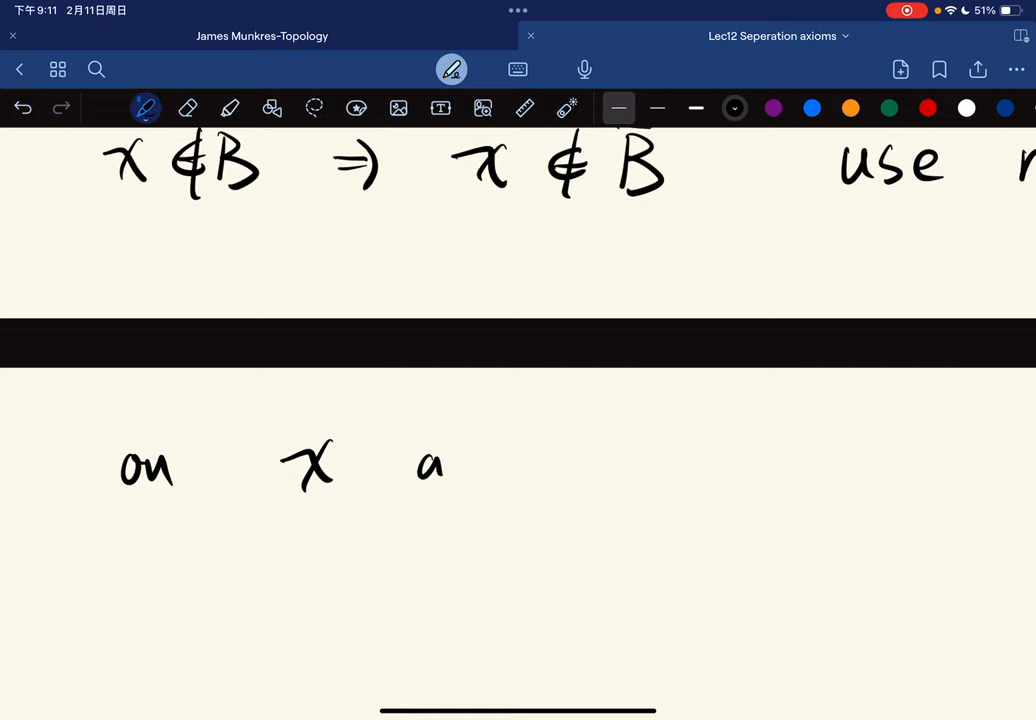 下午9:11 2月11日周日 51%
James Munkres-Topology Lec12 Seperation axioms
x ∉ B ⇒ x ∉ B use
on x a